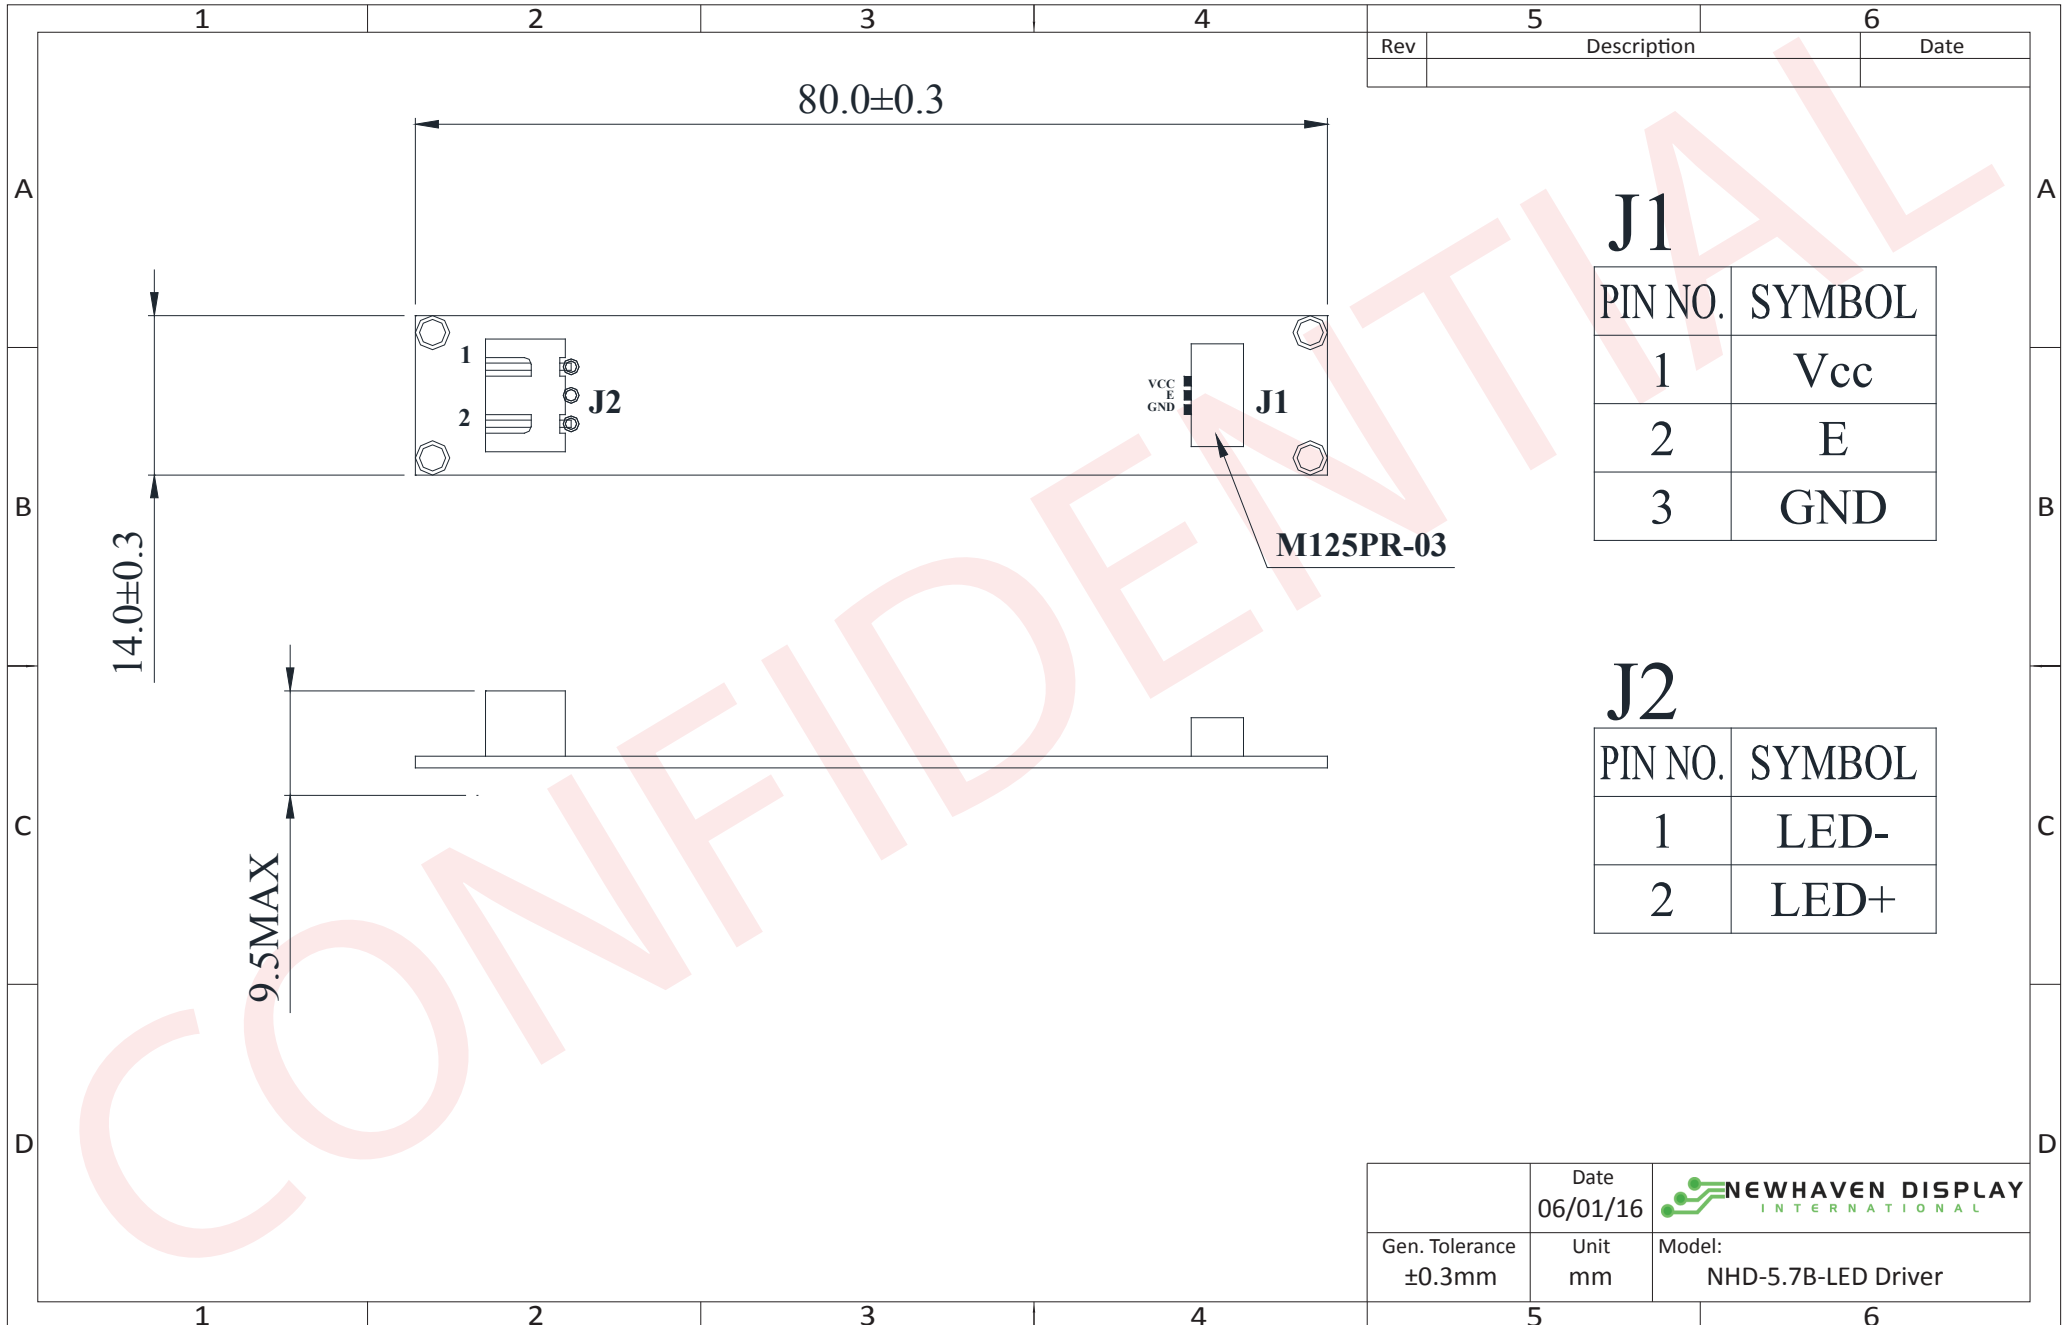 1 2 3 4 5 6
Rev Description Date
80.0±0.3
A A
J1
PIN NO. SYMBOL
1 Vcc
2 E
3 GND
1
2
J2
VCC
E
GND
J1
M125PR-03
B B
14.0±0.3
J2
PIN NO. SYMBOL
1 LED-
2 LED+
9.5MAX
C C
CONFIDENTIAL
D D
Date
06/01/16
NEWHAVEN DISPLAY
INTERNATIONAL
Gen. Tolerance
±0.3mm
Unit
mm
Model:
NHD-5.7B-LED Driver
1 2 3 4 5 6